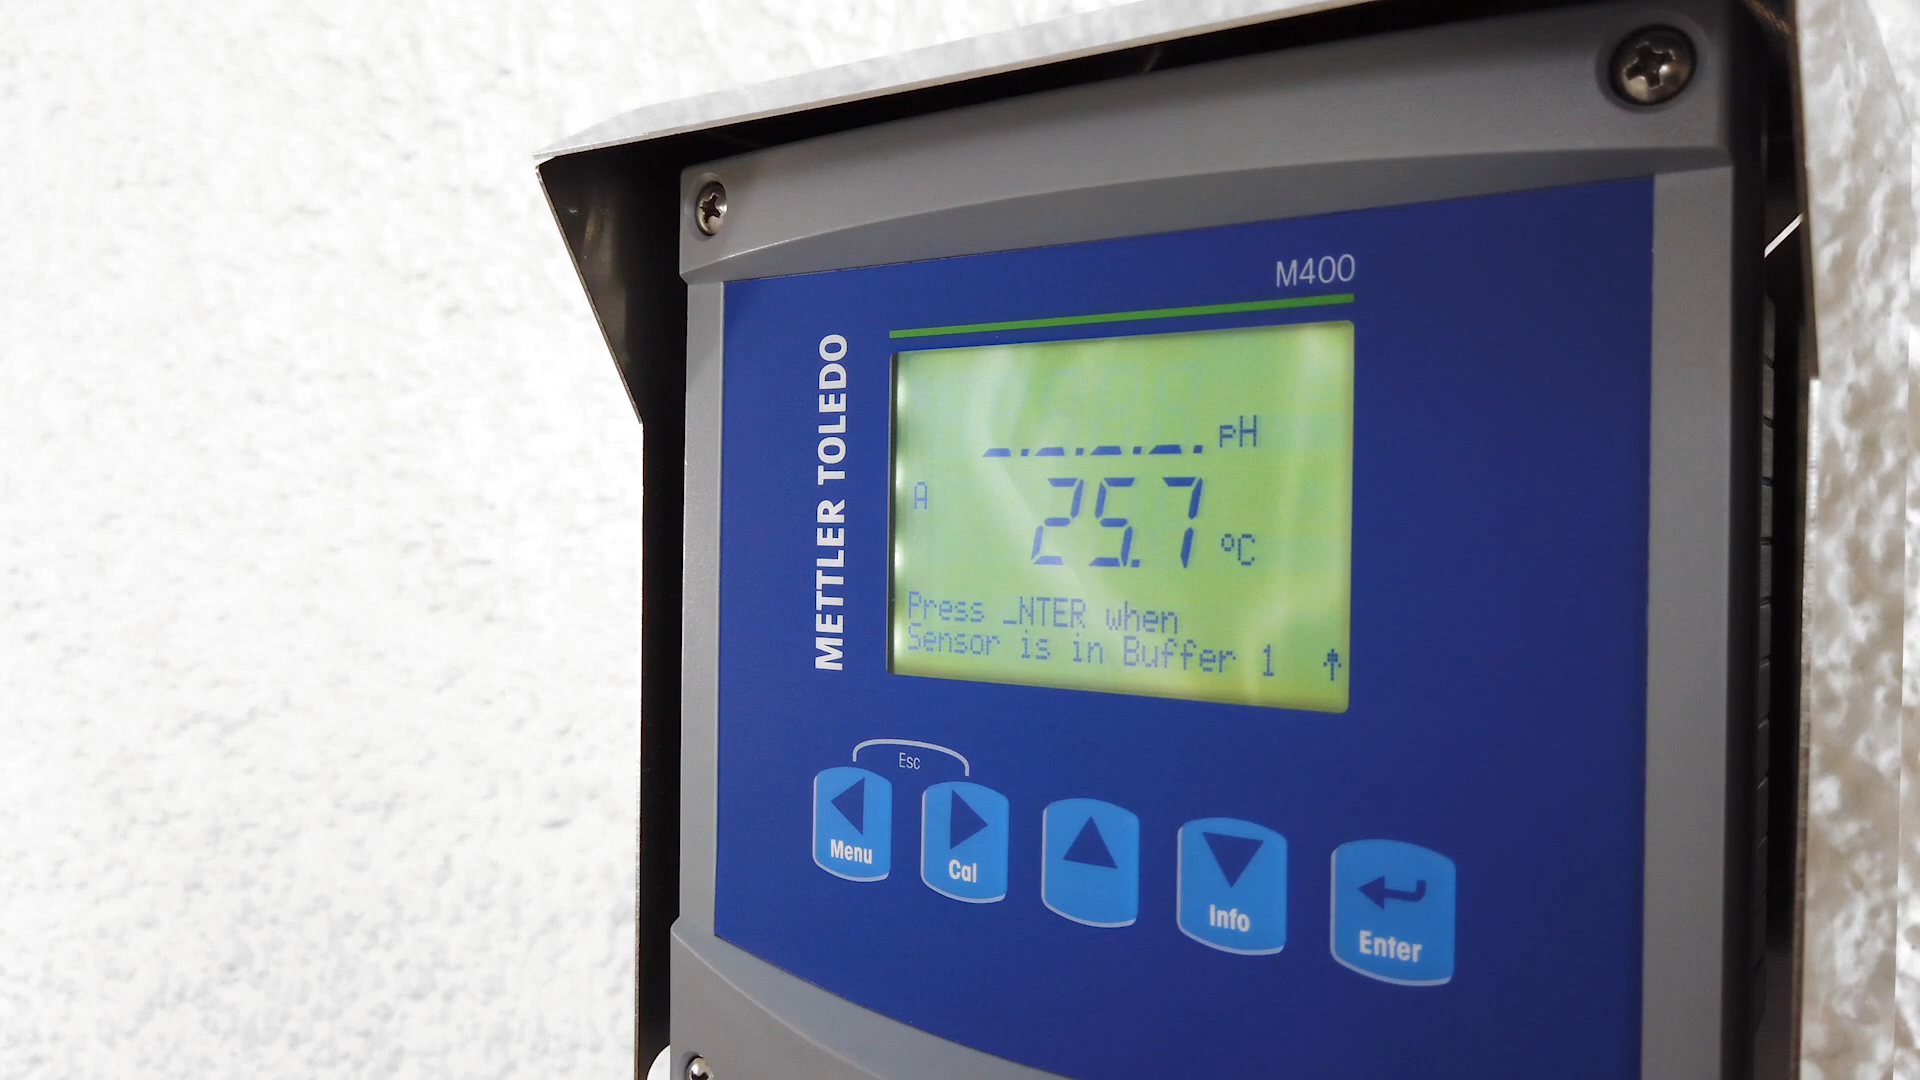 M400
METTLER TOLEDO
_._._._. pH
A 25.7 °C
Press _NTER when
Sensor is in Buffer 1 ↑
Esc
Menu
Cal
Info
Enter